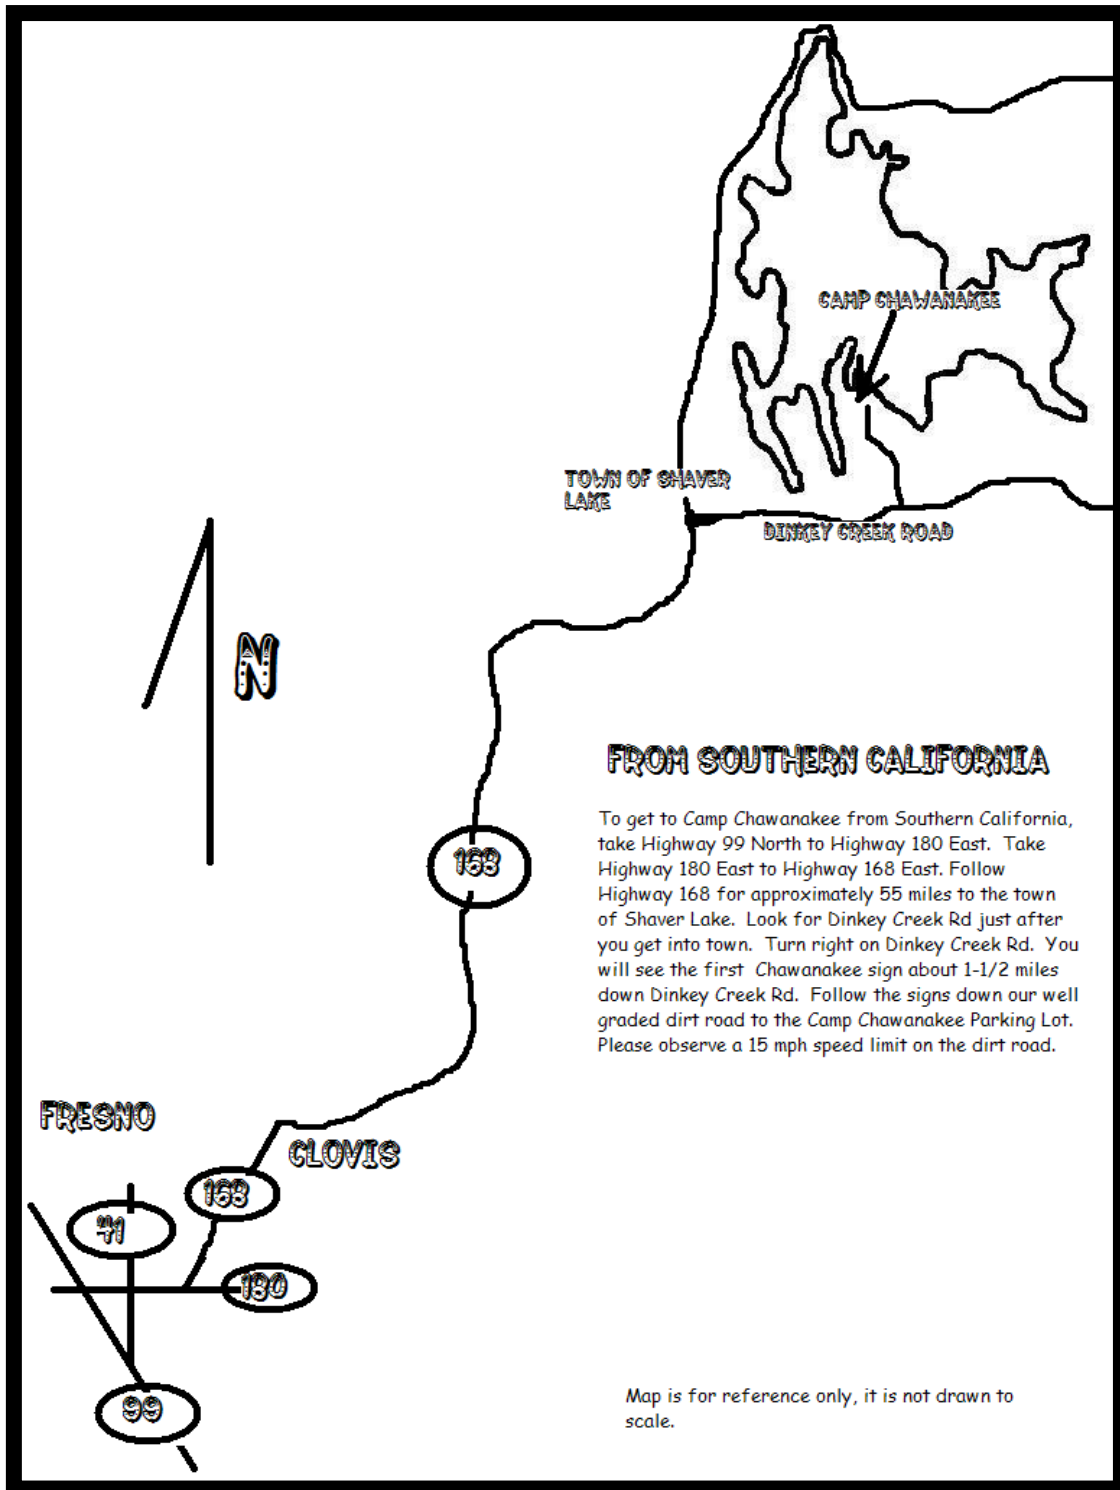 CAMP CHAWANAKEE
TOWN OF SHAVER
LAKE
DINKEY CREEK ROAD
N
FROM SOUTHERN CALIFORNIA
To get to Camp Chawanakee from Southern California,
take Highway 99 North to Highway 180 East.  Take
Highway 180 East to Highway 168 East. Follow
Highway 168 for approximately 55 miles to the town
of Shaver Lake.  Look for Dinkey Creek Rd just after
you get into town.  Turn right on Dinkey Creek Rd.  You
will see the first  Chawanakee sign about 1-1/2 miles
down Dinkey Creek Rd.  Follow the signs down our well
graded dirt road to the Camp Chawanakee Parking Lot.
Please observe a 15 mph speed limit on the dirt road.
168
FRESNO
CLOVIS
168
41
180
99
Map is for reference only, it is not drawn to
scale.